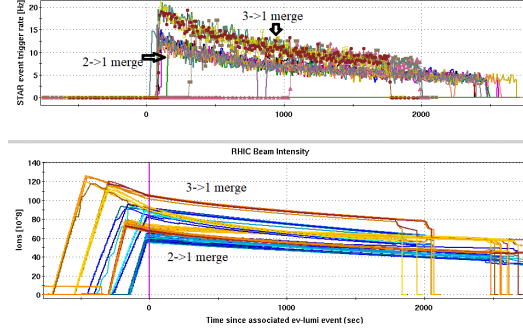 STAR event trigger rate [Hz]
20
15
10
5
0
3->1 merge
2->1 merge
0
1000
2000
RHIC Beam Intensity
Ions [10^9]
140
120
100
80
60
40
20
0
3->1 merge
2->1 merge
0
1000
2000
Time since associated ev-lumi event (sec)